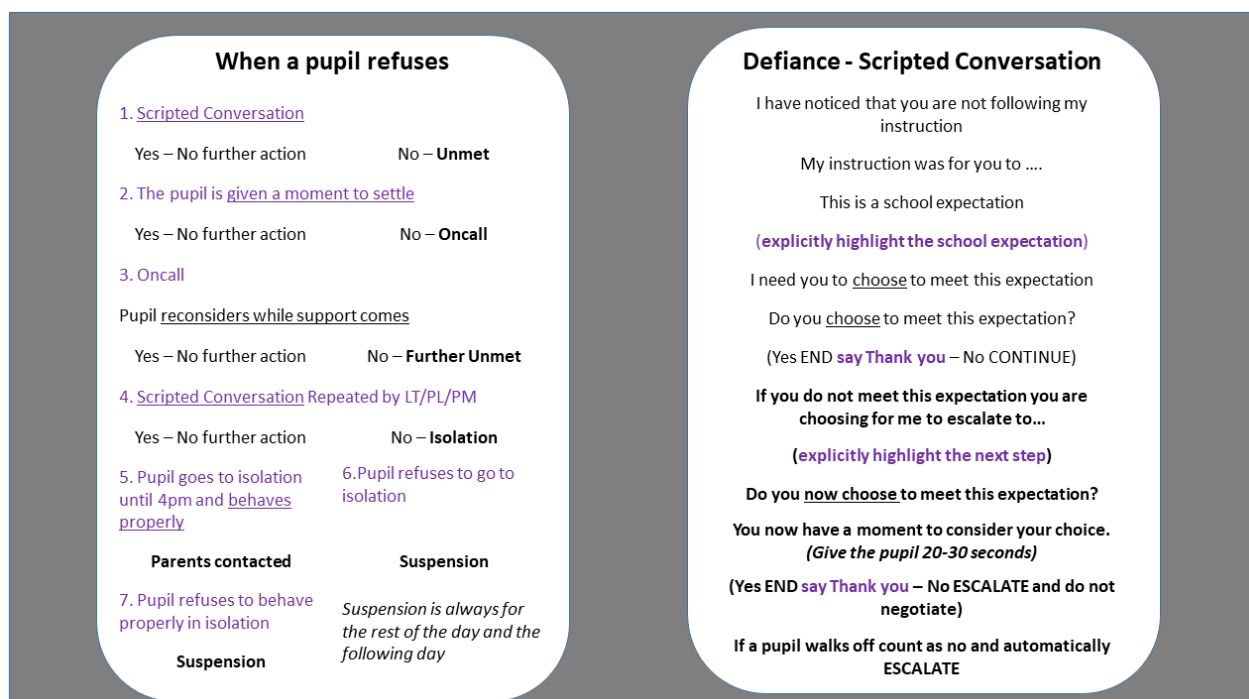 When a pupil refuses
1. Scripted Conversation
Yes – No further action No – Unmet
2. The pupil is given a moment to settle
Yes – No further action No – Oncall
3. Oncall
Pupil reconsiders while support comes
Yes – No further action No – Further Unmet
4. Scripted Conversation Repeated by LT/PL/PM
Yes – No further action No – Isolation
5. Pupil goes to isolation
until 4pm and behaves
properly
Parents contacted
6.Pupil refuses to go to
isolation
Suspension
7. Pupil refuses to behave
properly in isolation
Suspension
Suspension is always for
the rest of the day and the
following day
Defiance - Scripted Conversation
I have noticed that you are not following my
instruction
My instruction was for you to ....
This is a school expectation
(explicitly highlight the school expectation)
I need you to choose to meet this expectation
Do you choose to meet this expectation?
(Yes END say Thank you – No CONTINUE)
If you do not meet this expectation you are
choosing for me to escalate to...
(explicitly highlight the next step)
Do you now choose to meet this expectation?
You now have a moment to consider your choice.
(Give the pupil 20-30 seconds)
(Yes END say Thank you – No ESCALATE and do not
negotiate)
If a pupil walks off count as no and automatically
ESCALATE